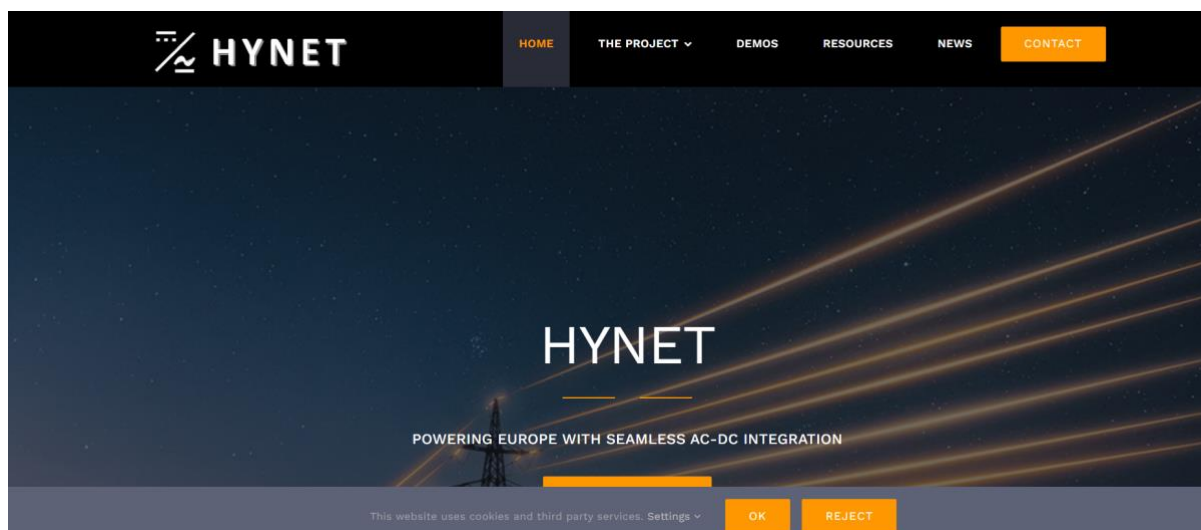 HYNET
HOME THE PROJECT DEMOS RESOURCES NEWS CONTACT
HYNET
POWERING EUROPE WITH SEAMLESS AC-DC INTEGRATION
This website uses cookies and third party services. Settings OK REJECT